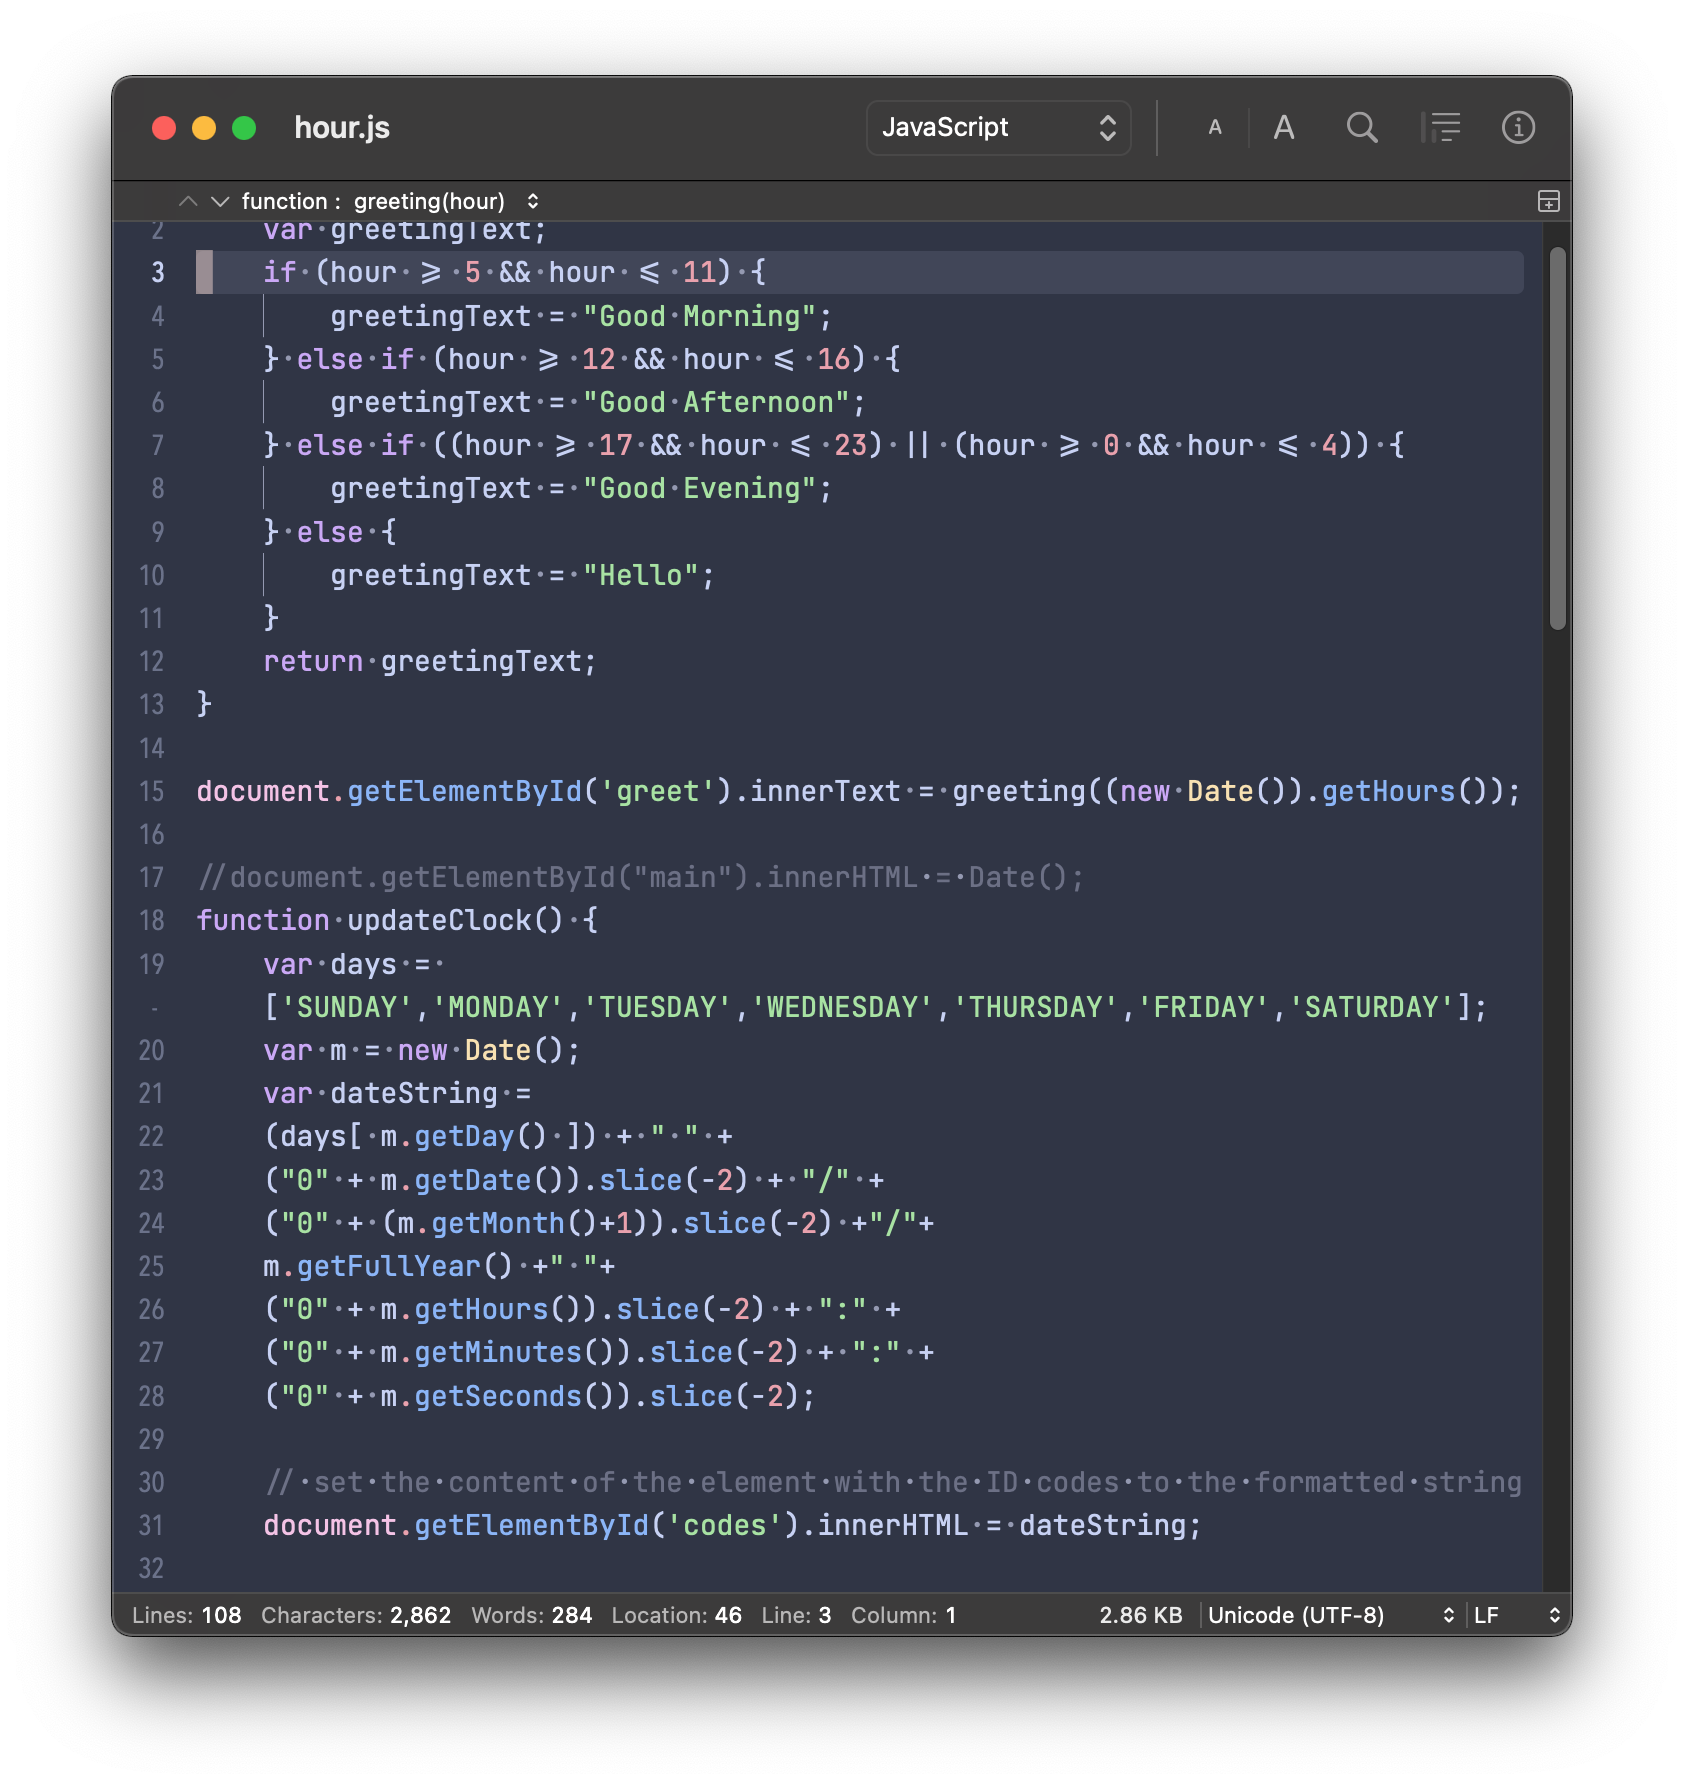 hour.js
JavaScript
A A
function : greeting(hour)
2 var·greetingText;
3 if·(hour·≥·5·&&·hour·≤·11)·{
4 greetingText·=·"Good·Morning";
5 }·else·if·(hour·≥·12·&&·hour·≤·16)·{
6 greetingText·=·"Good·Afternoon";
7 }·else·if·((hour·≥·17·&&·hour·≤·23)·||·(hour·≥·0·&&·hour·≤·4))·{
8 greetingText·=·"Good·Evening";
9 }·else·{
10 greetingText·=·"Hello";
11 }
12 return·greetingText;
13 }
14
15 document.getElementById('greet').innerText·=·greeting((new·Date()).getHours());
16
17 //document.getElementById("main").innerHTML·=·Date();
18 function·updateClock()·{
19 var·days·=·
- ['SUNDAY','MONDAY','TUESDAY','WEDNESDAY','THURSDAY','FRIDAY','SATURDAY'];
20 var·m·=·new·Date();
21 var·dateString·=
22 (days[·m.getDay()·])·+·"·"·+
23 ("0"·+·m.getDate()).slice(-2)·+·"/"·+
24 ("0"·+·(m.getMonth()+1)).slice(-2)·+"/"+
25 m.getFullYear()·+"·"+
26 ("0"·+·m.getHours()).slice(-2)·+·":"·+
27 ("0"·+·m.getMinutes()).slice(-2)·+·":"·+
28 ("0"·+·m.getSeconds()).slice(-2);
29
30 //·set·the·content·of·the·element·with·the·ID·codes·to·the·formatted·string
31 document.getElementById('codes').innerHTML·=·dateString;
32
Lines: 108 Characters: 2,862 Words: 284 Location: 46 Line: 3 Column: 1 2.86 KB Unicode (UTF-8) LF